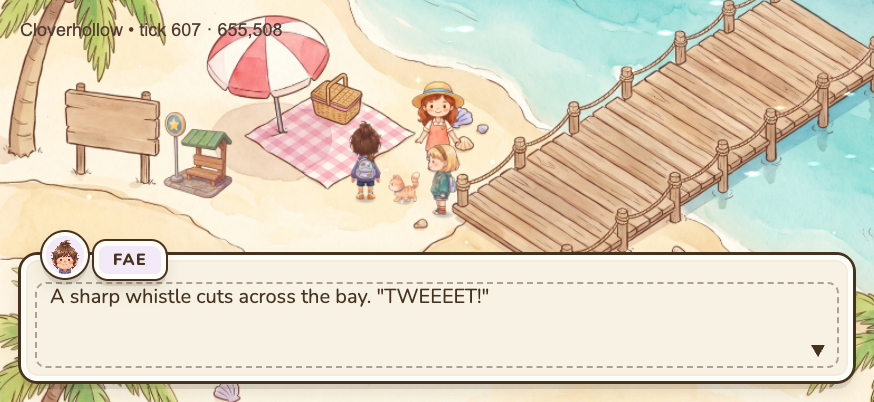 Cloverhollow • tick 607 · 655,508
FAE
A sharp whistle cuts across the bay. "TWEEEET!"